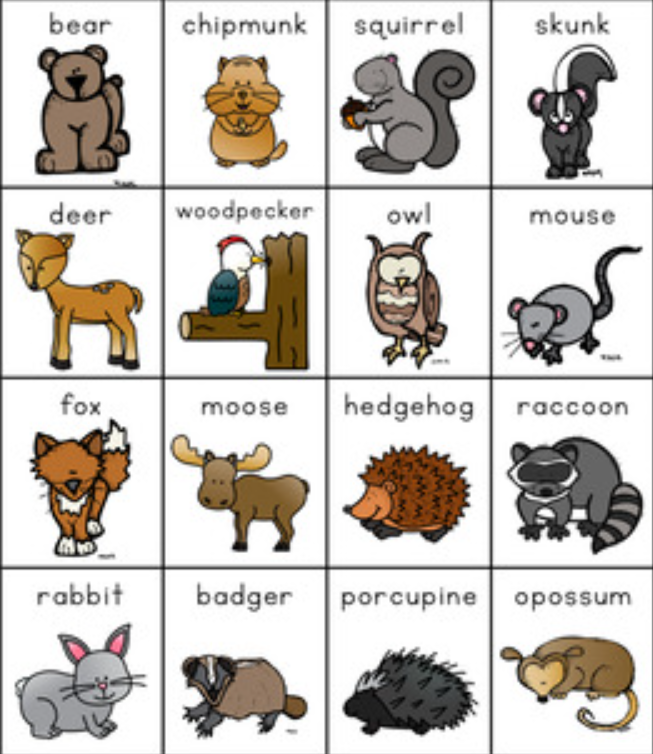 bear chipmunk squirrel skunk
deer woodpecker owl mouse
fox moose hedgehog raccoon
rabbit badger porcupine opossum